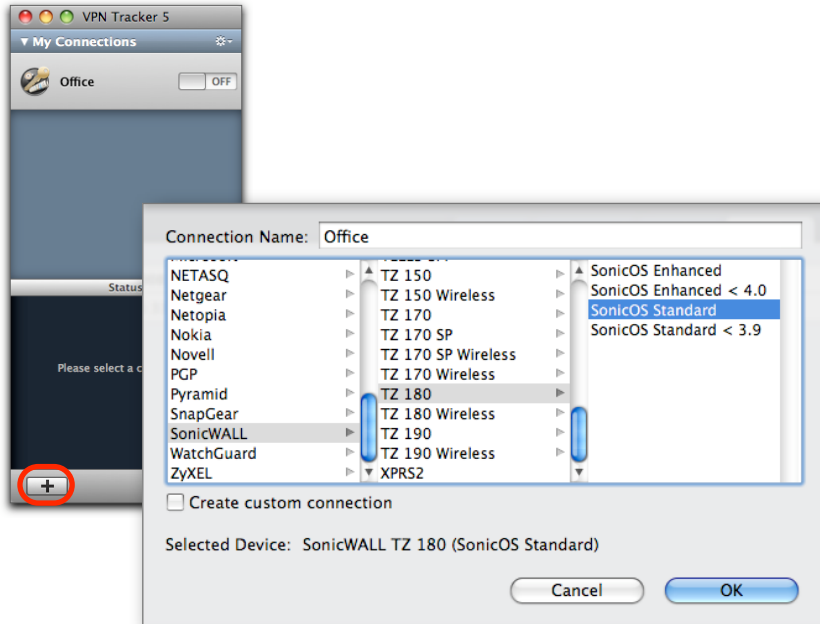 VPN Tracker 5
My Connections
Office
OFF
Status
Please select a c
Connection Name: Office
NETASQ
Netgear
Netopia
Nokia
Novell
PGP
Pyramid
SnapGear
SonicWALL
WatchGuard
ZyXEL
TZ 150
TZ 150 Wireless
TZ 170
TZ 170 SP
TZ 170 SP Wireless
TZ 170 Wireless
TZ 180
TZ 180 Wireless
TZ 190
TZ 190 Wireless
XPRS2
SonicOS Enhanced
SonicOS Enhanced < 4.0
SonicOS Standard
SonicOS Standard < 3.9
Create custom connection
Selected Device: SonicWALL TZ 180 (SonicOS Standard)
Cancel
OK